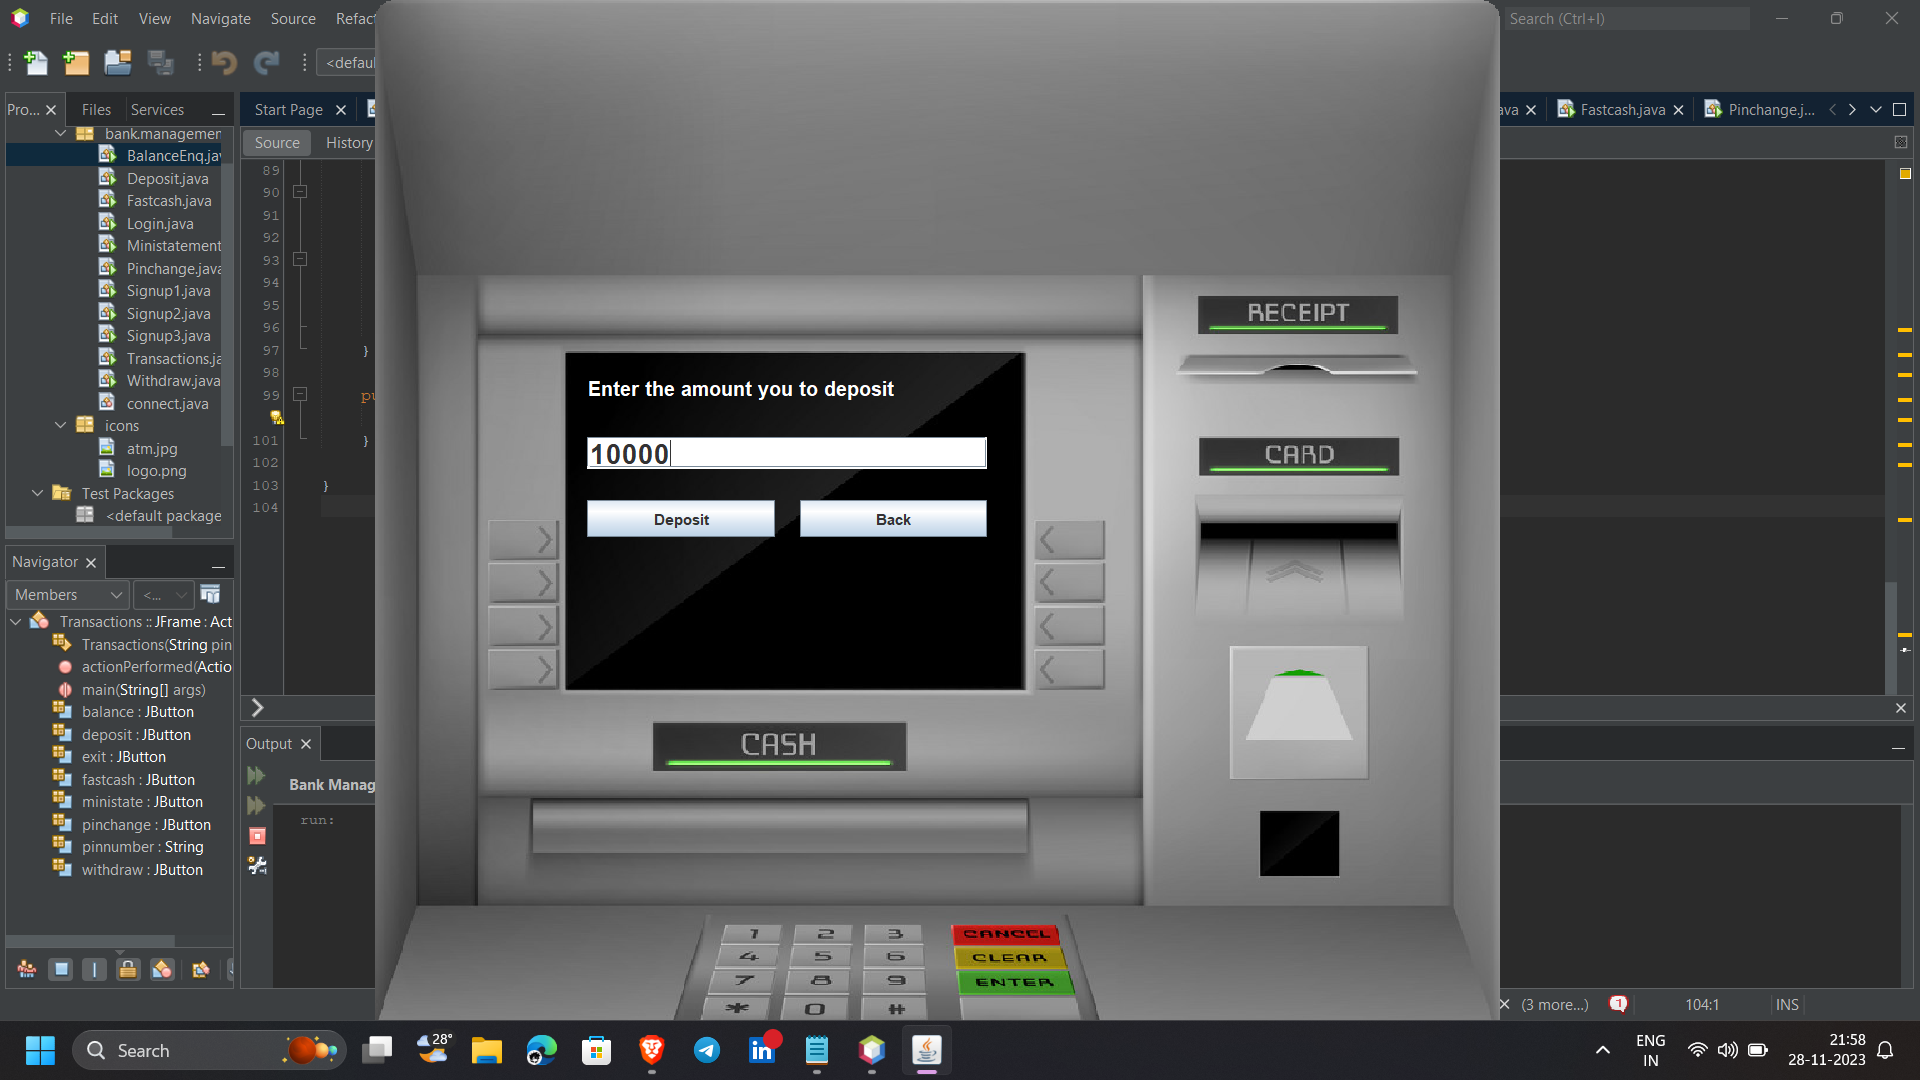 File Edit View Navigate Source Refact
Search (Ctrl+I)
<defaul
Pro... Files Services
Start Page
ava Fastcash.java Pinchange.j...
Source History
bank.managemen
BalanceEnq.jav
Deposit.java
Fastcash.java
Login.java
Ministatement
Pinchange.java
Signup1.java
Signup2.java
Signup3.java
Transactions.ja
Withdraw.java
connect.java
icons
atm.jpg
logo.png
Test Packages
<default package
89
90
91
92
93
94
95
96
97 }
98
99 pu
101 }
102
103 }
104
Navigator
Members <...
Transactions :: JFrame : Act
Transactions(String pin
actionPerformed(Actio
main(String[] args)
balance : JButton
deposit : JButton
exit : JButton
fastcash : JButton
ministate : JButton
pinchange : JButton
pinnumber : String
withdraw : JButton
Output
Bank Manag
run:
Enter the amount you to deposit
10000
Deposit Back
RECEIPT
CARD
CASH
1 2 3 CANCEL
4 5 6 CLEAR
7 8 9 ENTER
* 0 #
(3 more...) 1 104:1 INS
Search
28°
in
ENG
IN
21:58
28-11-2023